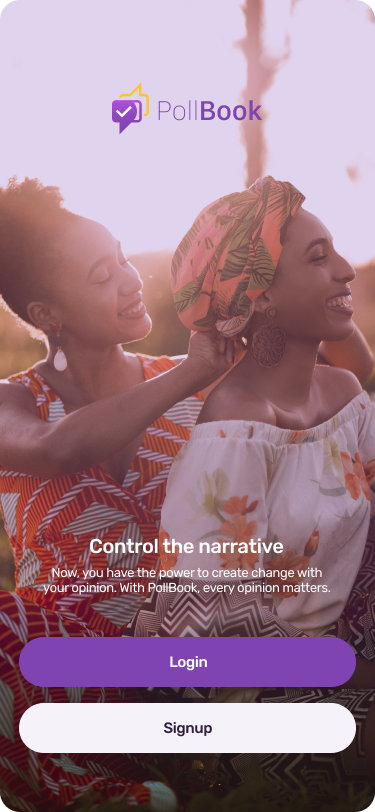 PollBook
Control the narrative
Now, you have the power to create change with
your opinion. With PollBook, every opinion matters.
Login
Signup